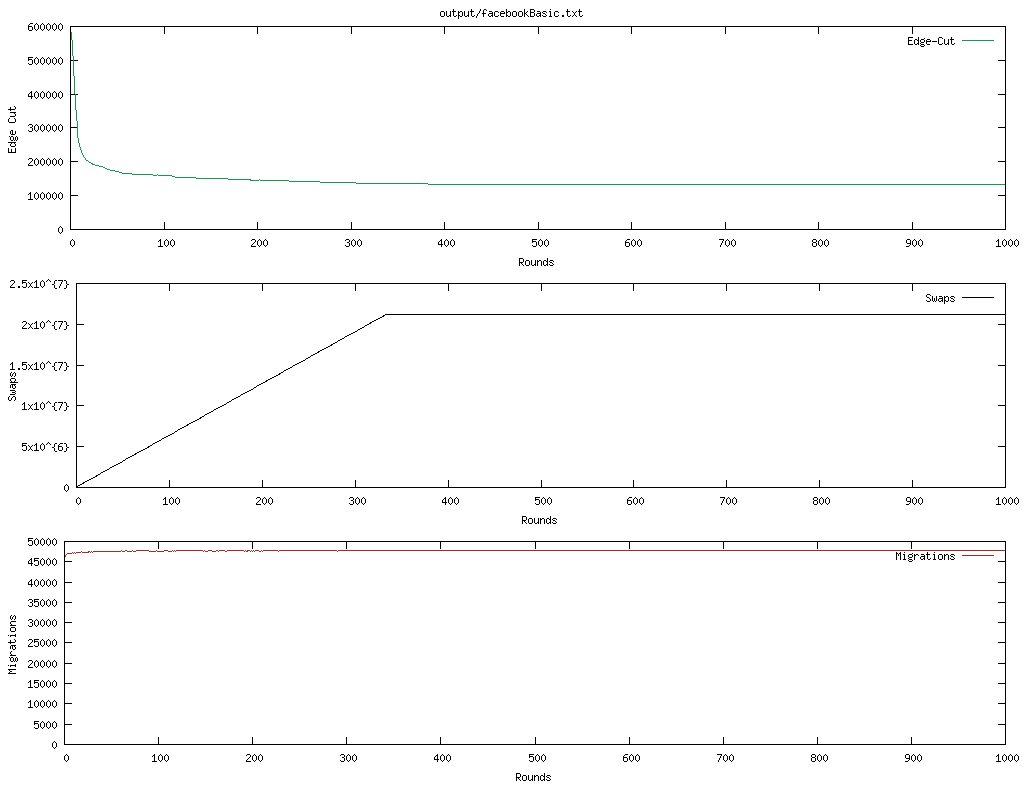 output/facebookBasic.txt
600000
500000
400000
300000
200000
100000
0
Edge Cut
Edge-Cut
0 100 200 300 400 500 600 700 800 900 1000
Rounds
2.5x10^{7}
2x10^{7}
1.5x10^{7}
1x10^{7}
5x10^{6}
0
Swaps
Swaps
0 100 200 300 400 500 600 700 800 900 1000
Rounds
50000
45000
40000
35000
30000
25000
20000
15000
10000
5000
0
Migrations
Migrations
0 100 200 300 400 500 600 700 800 900 1000
Rounds